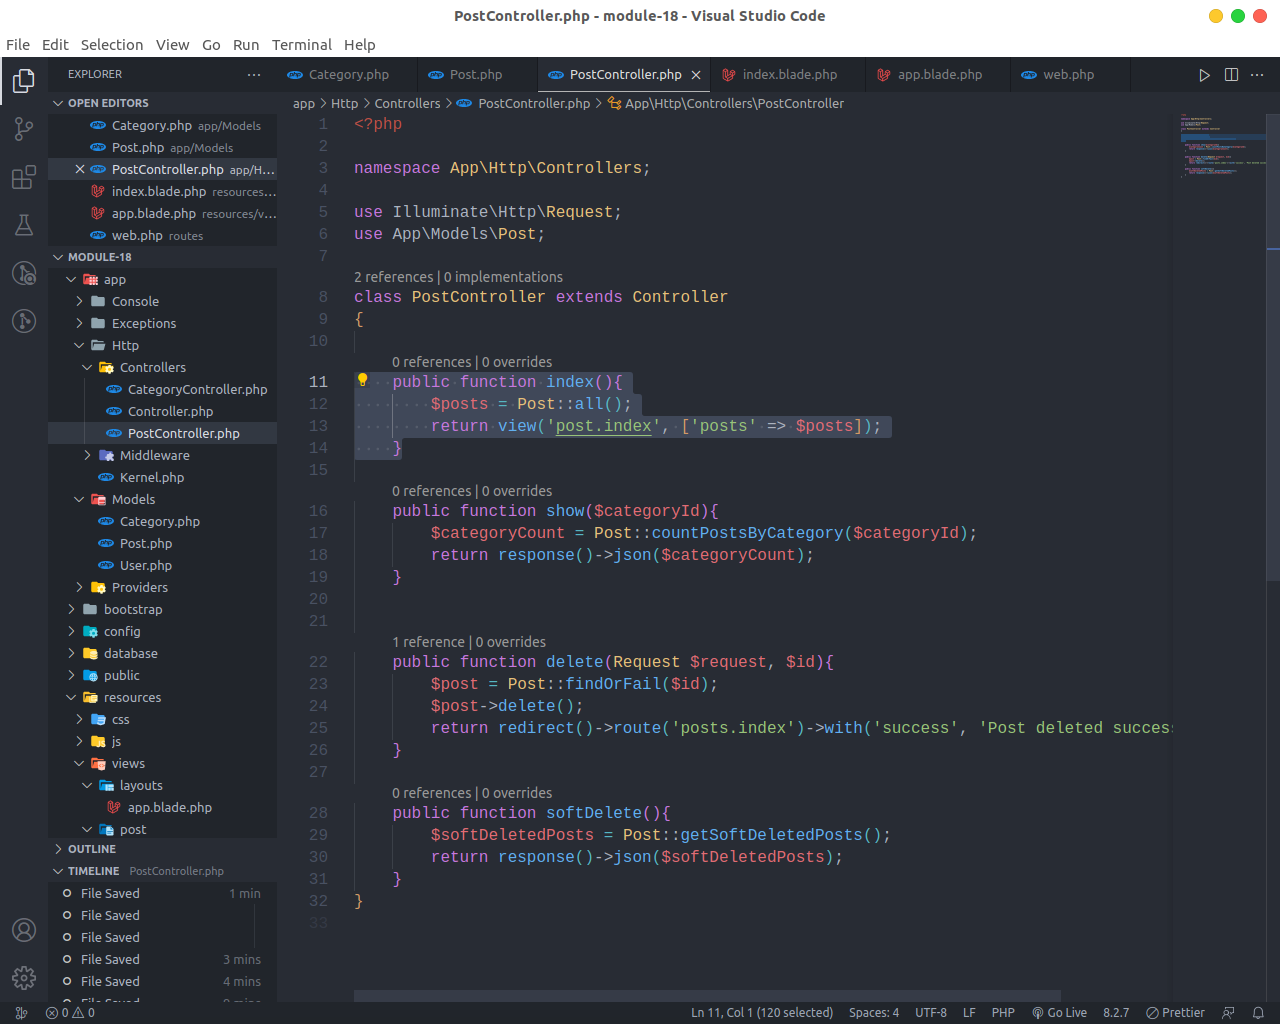 PostController.php - module-18 - Visual Studio Code
File Edit Selection View Go Run Terminal Help
EXPLORER
Category.php Post.php PostController.php index.blade.php app.blade.php web.php
OPEN EDITORS
Category.php app/Models
Post.php app/Models
PostController.php app/H...
index.blade.php resources...
app.blade.php resources/v...
web.php routes
MODULE-18
app
Console
Exceptions
Http
Controllers
CategoryController.php
Controller.php
PostController.php
Middleware
Kernel.php
Models
Category.php
Post.php
User.php
Providers
bootstrap
config
database
public
resources
css
js
views
layouts
app.blade.php
post
OUTLINE
TIMELINE PostController.php
File Saved 1 min
File Saved
File Saved
File Saved 3 mins
File Saved 4 mins
app > Http > Controllers > PostController.php > App\Http\Controllers\PostController
1 <?php
2
3 namespace App\Http\Controllers;
4
5 use Illuminate\Http\Request;
6 use App\Models\Post;
7
2 references | 0 implementations
8 class PostController extends Controller
9 {
10
0 references | 0 overrides
11 public function index(){
12 $posts = Post::all();
13 return view('post.index', ['posts' => $posts]);
14 }
15
0 references | 0 overrides
16 public function show($categoryId){
17 $categoryCount = Post::countPostsByCategory($categoryId);
18 return response()->json($categoryCount);
19 }
20
21
1 reference | 0 overrides
22 public function delete(Request $request, $id){
23 $post = Post::findOrFail($id);
24 $post->delete();
25 return redirect()->route('posts.index')->with('success', 'Post deleted succes
26 }
27
0 references | 0 overrides
28 public function softDelete(){
29 $softDeletedPosts = Post::getSoftDeletedPosts();
30 return response()->json($softDeletedPosts);
31 }
32 }
33
0 0 Ln 11, Col 1 (120 selected) Spaces: 4 UTF-8 LF PHP Go Live 8.2.7 Prettier